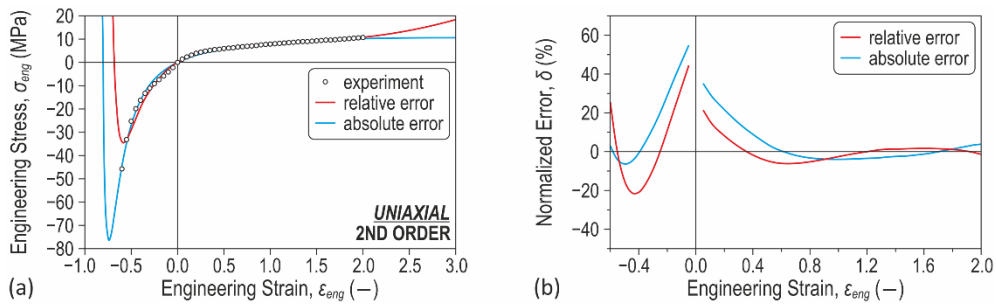 20
10
0
−10
−20
−30
−40
−50
−60
−70
−80
Engineering Stress, σeng (MPa)
experiment
relative error
absolute error
UNIAXIAL
2ND ORDER
−1.0 −0.5 0.0 0.5 1.0 1.5 2.0 2.5 3.0
(a)
Engineering Strain, εeng (—)
60
40
20
0
−20
−40
Normalized Error, δ (%)
relative error
absolute error
−0.4 0.0 0.4 0.8 1.2 1.6 2.0
(b)
Engineering Strain, εeng (—)